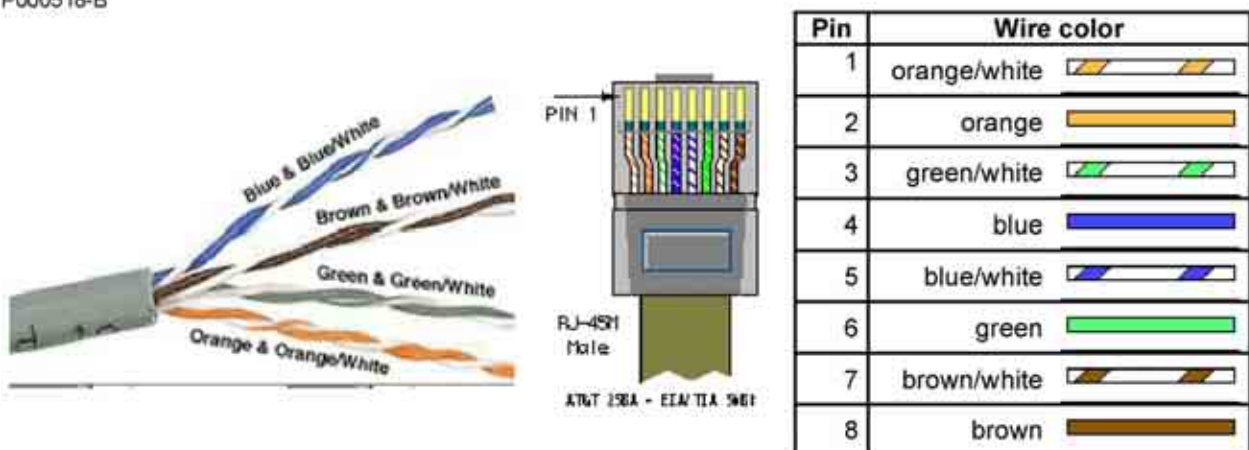 Blue & Blue/White
Brown & Brown/White
Green & Green/White
Orange & Orange/White
PIN 1
RJ-45M
Male
AT&T 258A - EIA/TIA
Pin Wire color
1 orange/white
2 orange
3 green/white
4 blue
5 blue/white
6 green
7 brown/white
8 brown